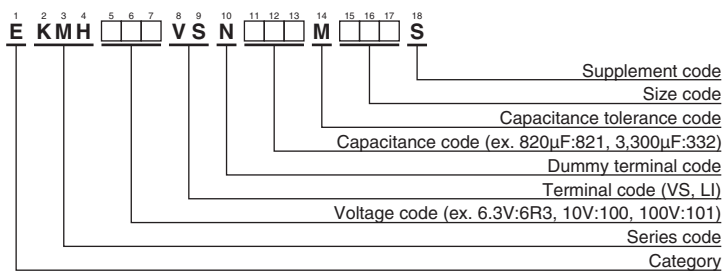 1 2 3 4 5 6 7 8 9 10 11 12 13 14 15 16 17 18
E KMH □□□ VS N □□□ M □□□ S
Supplement code
Size code
Capacitance tolerance code
Capacitance code (ex. 820μF:821, 3,300μF:332)
Dummy terminal code
Terminal code (VS, LI)
Voltage code (ex. 6.3V:6R3, 10V:100, 100V:101)
Series code
Category